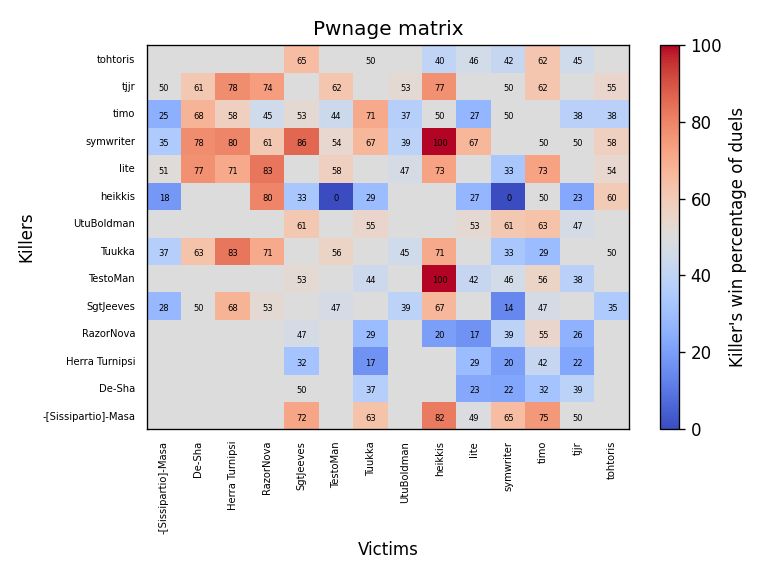 Pwnage matrix
tohtoris 65 50 40 46 42 62 45
tjjr 50 61 78 74 62 53 77 50 62 55
timo 25 68 58 45 53 44 71 37 50 27 50 38 38
symwriter 35 78 80 61 86 54 67 39 100 67 50 50 58
lite 51 77 71 83 58 47 73 33 73 54
heikkis 18 80 33 0 29 27 0 50 23 60
UtuBoldman 61 55 53 61 63 47
Tuukka 37 63 83 71 56 45 71 33 29 50
TestoMan 53 44 100 42 46 56 38
SgtJeeves 28 50 68 53 47 39 67 14 47 35
RazorNova 47 29 20 17 39 55 26
Herra Turnipsi 32 17 29 20 42 22
De-Sha 50 37 23 22 32 39
-[Sissipartio]-Masa 72 63 82 49 65 75 50
-[Sissipartio]-Masa
De-Sha
Herra Turnipsi
RazorNova
SgtJeeves
TestoMan
Tuukka
UtuBoldman
heikkis
lite
symwriter
timo
tjjr
tohtoris
Victims
Killers
100
80
60
40
20
0
Killer's win percentage of duels